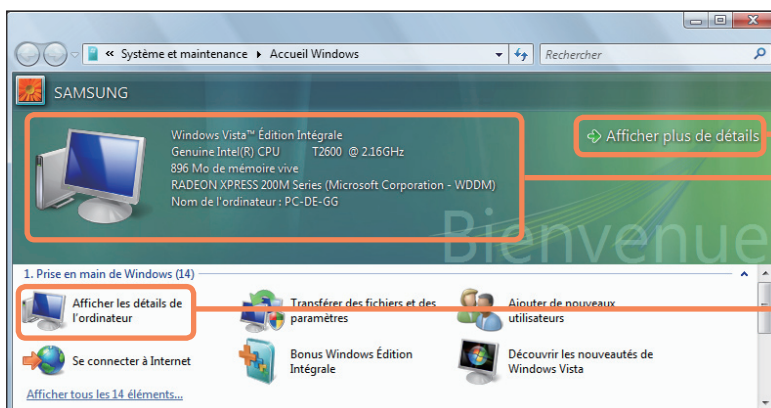 « Système et maintenance ▸ Accueil Windows
Rechercher
SAMSUNG
Windows Vista™ Édition Intégrale
Genuine Intel(R) CPU T2600 @ 2.16GHz
896 Mo de mémoire vive
RADEON XPRESS 200M Series (Microsoft Corporation - WDDM)
Nom de l'ordinateur : PC-DE-GG
Afficher plus de détails
Bienvenue
1. Prise en main de Windows (14)
Afficher les détails de
l'ordinateur
Transférer des fichiers et des
paramètres
Ajouter de nouveaux
utilisateurs
Se connecter à Internet
Bonus Windows Édition
Intégrale
Découvrir les nouveautés de
Windows Vista
Afficher tous les 14 éléments...